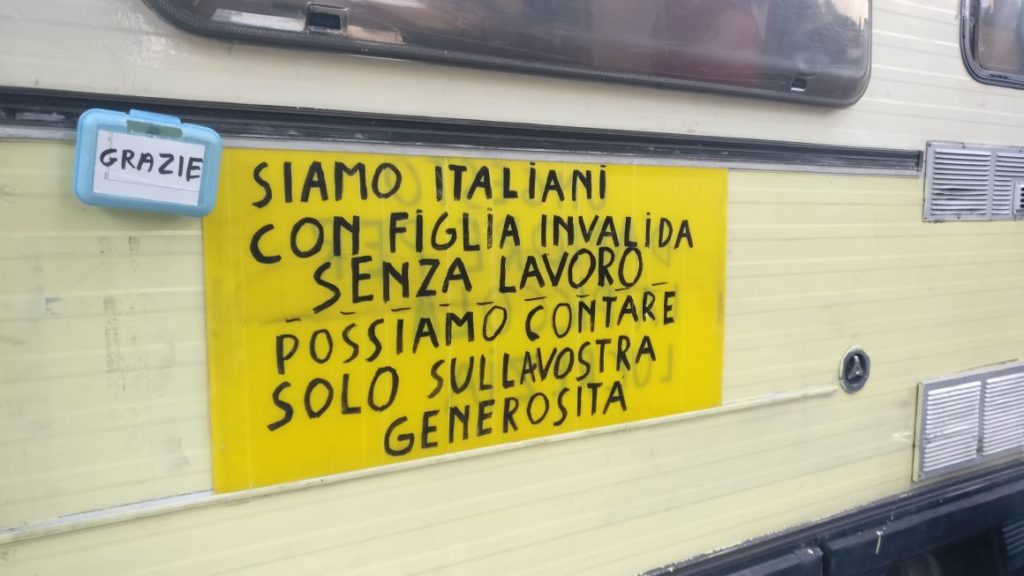 GRAZIE
SIAMO ITALIANI
CON FIGLIA INVALIDA
SENZA LAVORO
POSSIAMO CONTARE
SOLO SULLAVOSTRA
GENEROSITA